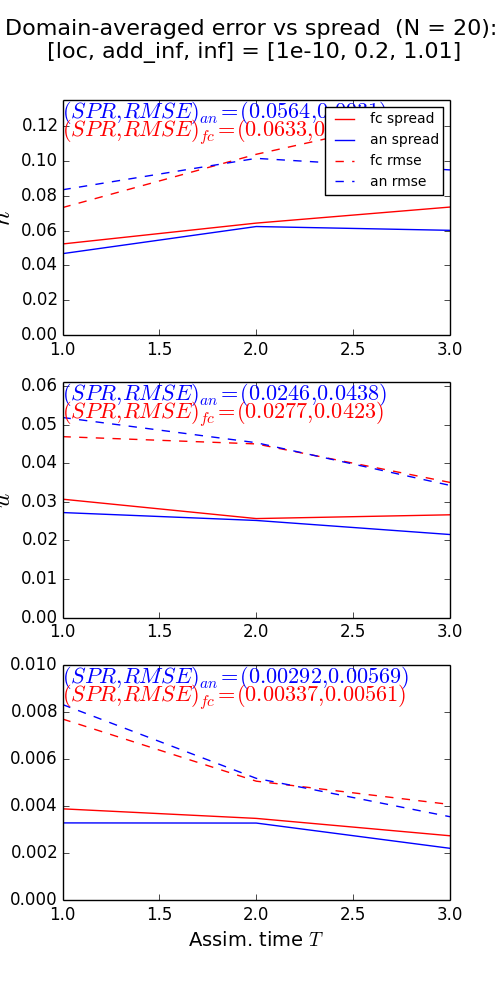 Domain-averaged error vs spread (N = 20):
[loc, add_inf, inf] = [1e-10, 0.2, 1.01]
(SPR,RMSE)an=(0.0564,
(SPR,RMSE)fc=(0.0633,
fc spread
an spread
fc rmse
an rmse
0.12
0.10
0.08
0.06
0.04
0.02
0.00
h
1.0 1.5 2.0 2.5 3.0
(SPR,RMSE)an=(0.0246,0.0438)
(SPR,RMSE)fc=(0.0277,0.0423)
0.06
0.05
0.04
0.03
0.02
0.01
0.00
1.0 1.5 2.0 2.5 3.0
(SPR,RMSE)an=(0.00292,0.00569)
(SPR,RMSE)fc=(0.00337,0.00561)
0.010
0.008
0.006
0.004
0.002
0.000
1.0 1.5 2.0 2.5 3.0
Assim. time T